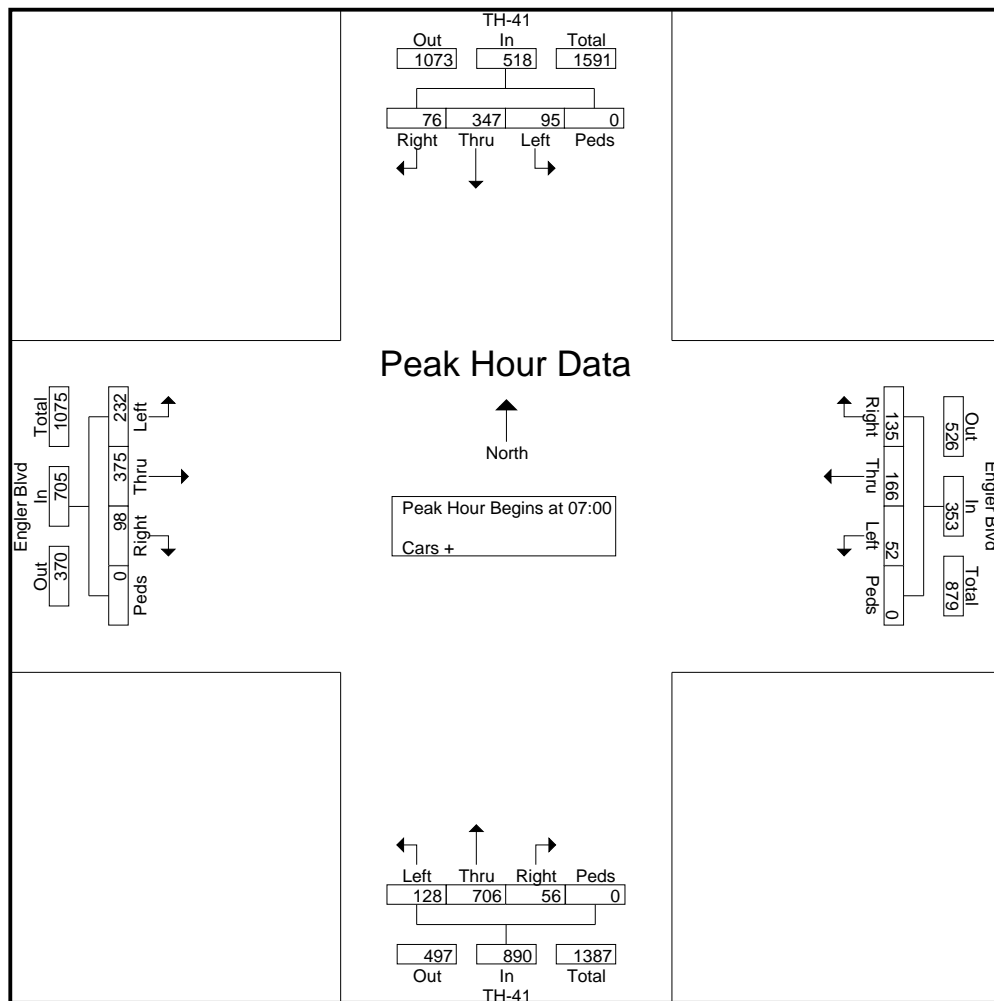 TH-41
Out In Total
1073 518 1591
76 347 95 0
Right Thru Left Peds
Peak Hour Data
North
Peak Hour Begins at 07:00
Cars +
Engler Blvd
Out In Total
370 705 1075
232 375 98 0
Left Thru Right Peds
Engler Blvd
Out In Total
526 353 879
135 166 52 0
Right Thru Left Peds
Left Thru Right Peds
128 706 56 0
497 890 1387
Out In Total
TH-41